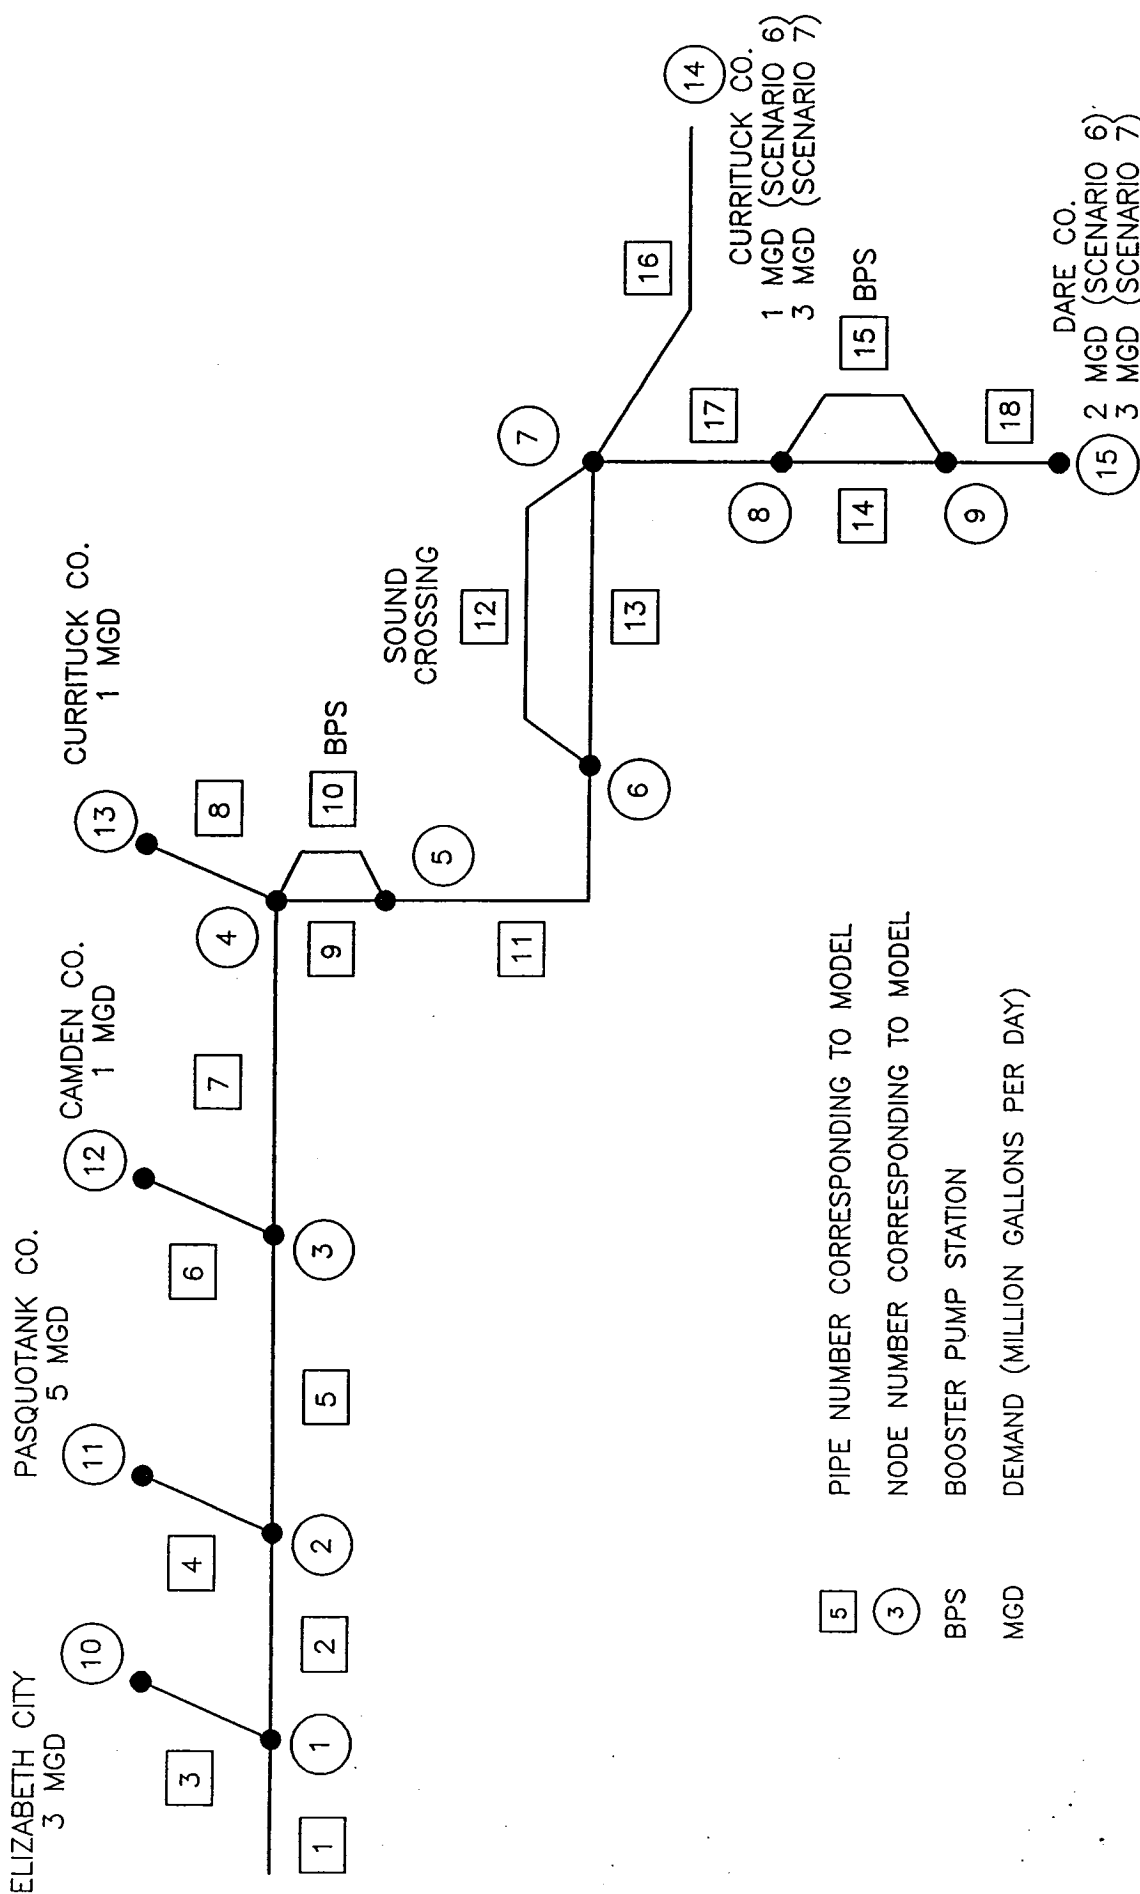 ELIZABETH CITY
3 MGD
10
3
1
1
2
PASQUOTANK CO.
5 MGD
11
4
2
5
CAMDEN CO.
1 MGD
12
6
3
7
CURRITUCK CO.
1 MGD
13
8
4
9
10 BPS
5
11
SOUND
CROSSING
12
13
6
7
16
14
CURRITUCK CO.
1 MGD (SCENARIO 6)
3 MGD (SCENARIO 7)
17
8
14
15 BPS
9
18
15
DARE CO.
2 MGD (SCENARIO 6)
3 MGD (SCENARIO 7)
5 PIPE NUMBER CORRESPONDING TO MODEL
3 NODE NUMBER CORRESPONDING TO MODEL
BPS BOOSTER PUMP STATION
MGD DEMAND (MILLION GALLONS PER DAY)